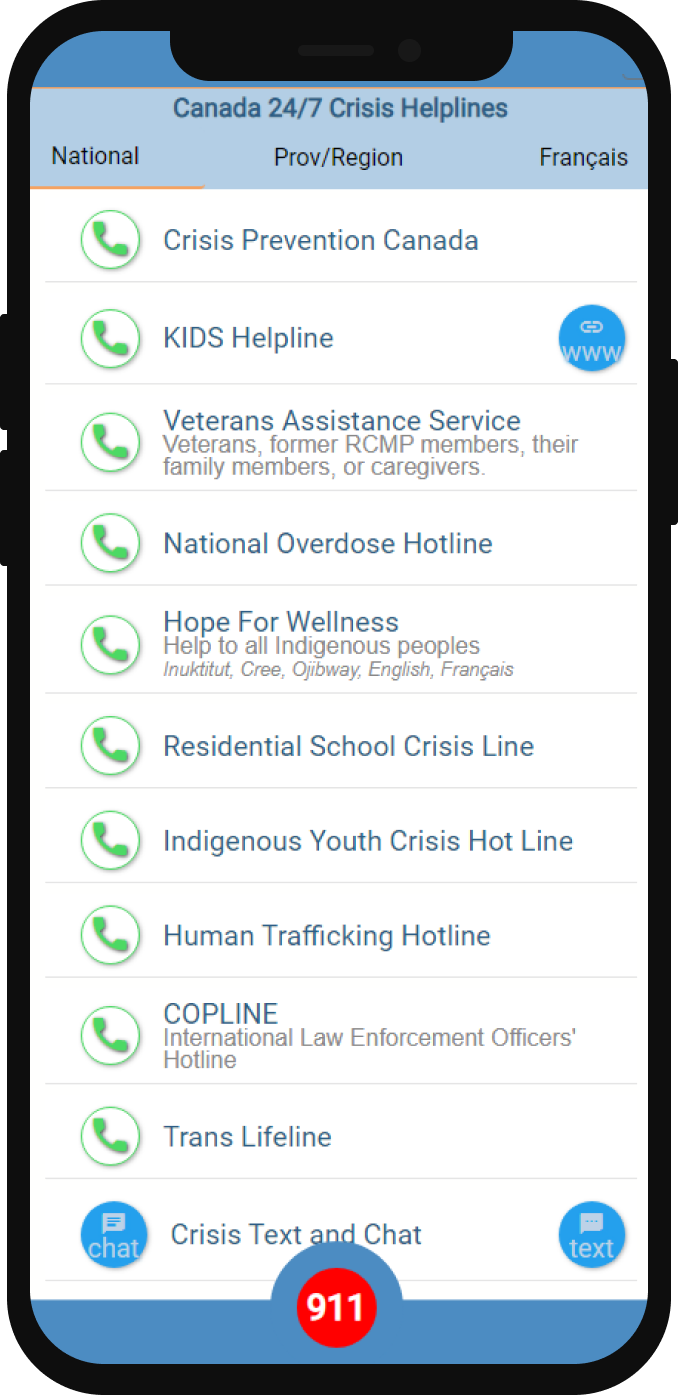 Canada 24/7 Crisis Helplines
National
Prov/Region
Français
Crisis Prevention Canada
KIDS Helpline
www
Veterans Assistance Service
Veterans, former RCMP members, their
family members, or caregivers.
National Overdose Hotline
Hope For Wellness
Help to all Indigenous peoples
Inuktitut, Cree, Ojibway, English, Français
Residential School Crisis Line
Indigenous Youth Crisis Hot Line
Human Trafficking Hotline
COPLINE
International Law Enforcement Officers'
Hotline
Trans Lifeline
chat
Crisis Text and Chat
text
911